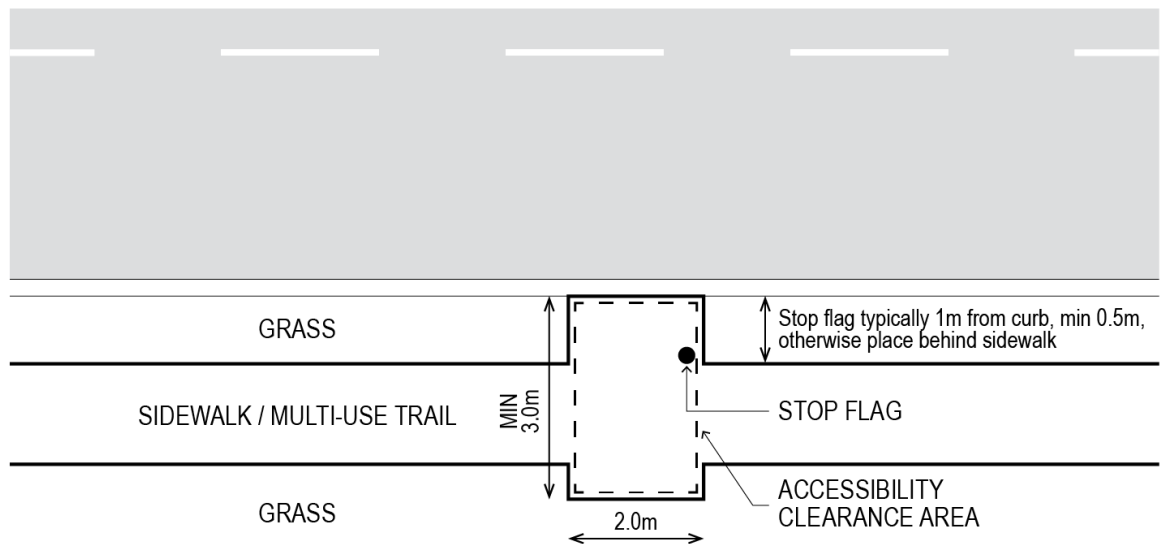 GRASS
Stop flag typically 1m from curb, min 0.5m,
otherwise place behind sidewalk
SIDEWALK / MULTI-USE TRAIL
MIN
3.0m
STOP FLAG
ACCESSIBILITY
CLEARANCE AREA
GRASS
2.0m